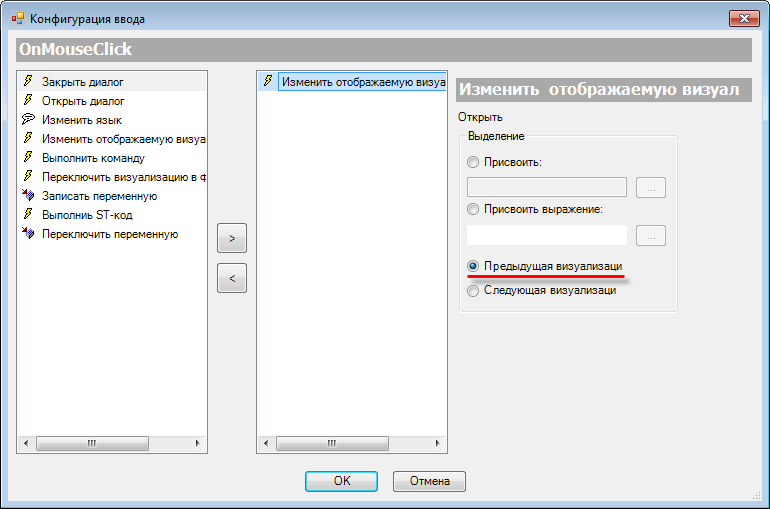 Конфигурация ввода
OnMouseClick
Закрыть диалог
Открыть диалог
Изменить язык
Изменить отображаемую визуа
Выполнить команду
Переключить визуализацию в ф
Записать переменную
Выполниь ST-код
Переключить переменную
>
<
Изменить отображаемую визуа
Изменить отображаемую визуал
Открыть
Выделение
Присвоить:
...
Присвоить выражение:
...
Предыдущая визуализаци
Следующая визуализаци
OK
Отмена